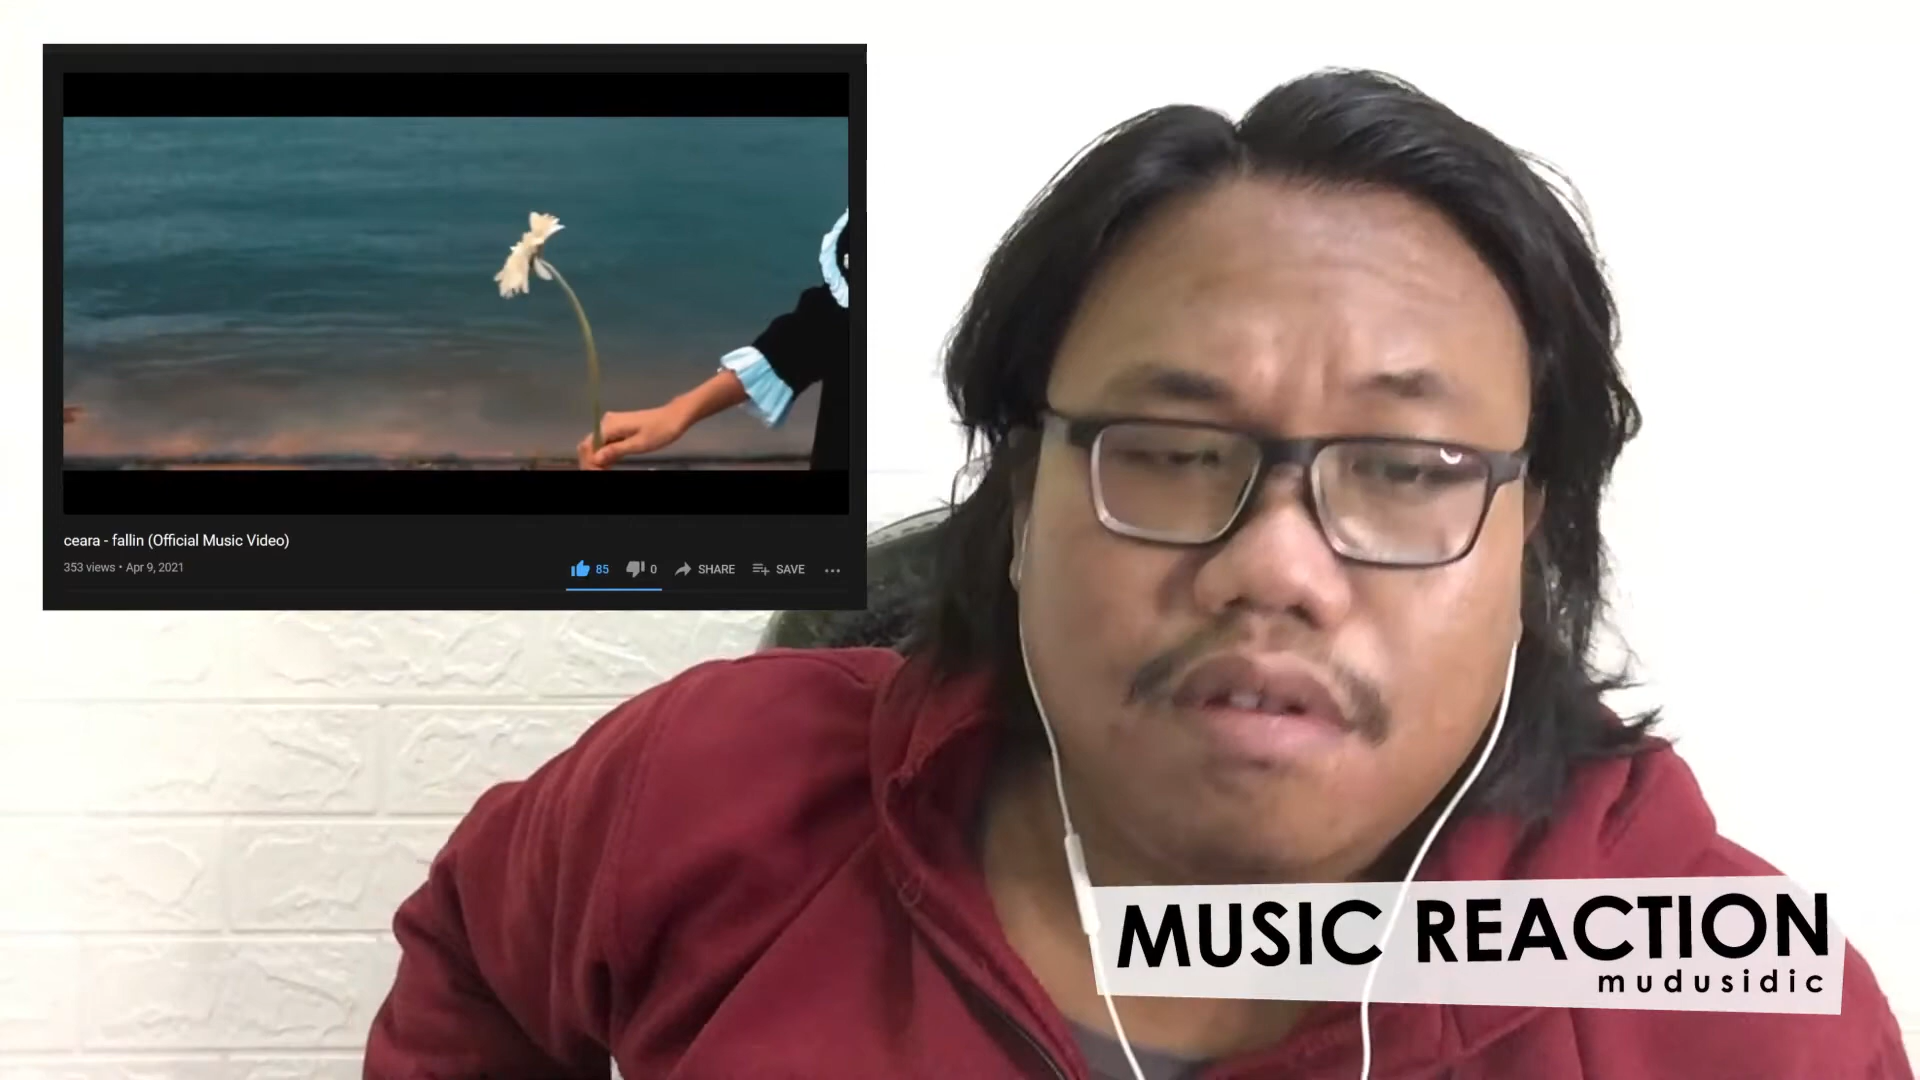 ceara - fallin (Official Music Video)
353 views • Apr 9, 2021
85 0 SHARE SAVE ...
MUSIC REACTION
mudusidic